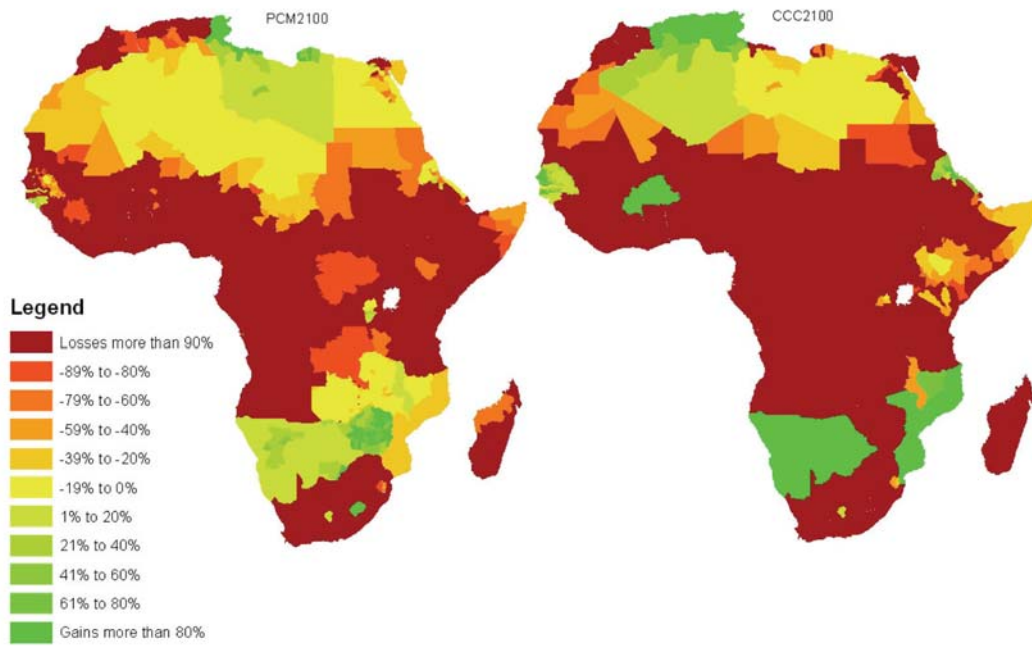 PCM2100
CCC2100
Legend
Losses more than 90%
-89% to -80%
-79% to -60%
-59% to -40%
-39% to -20%
-19% to 0%
1% to 20%
21% to 40%
41% to 60%
61% to 80%
Gains more than 80%